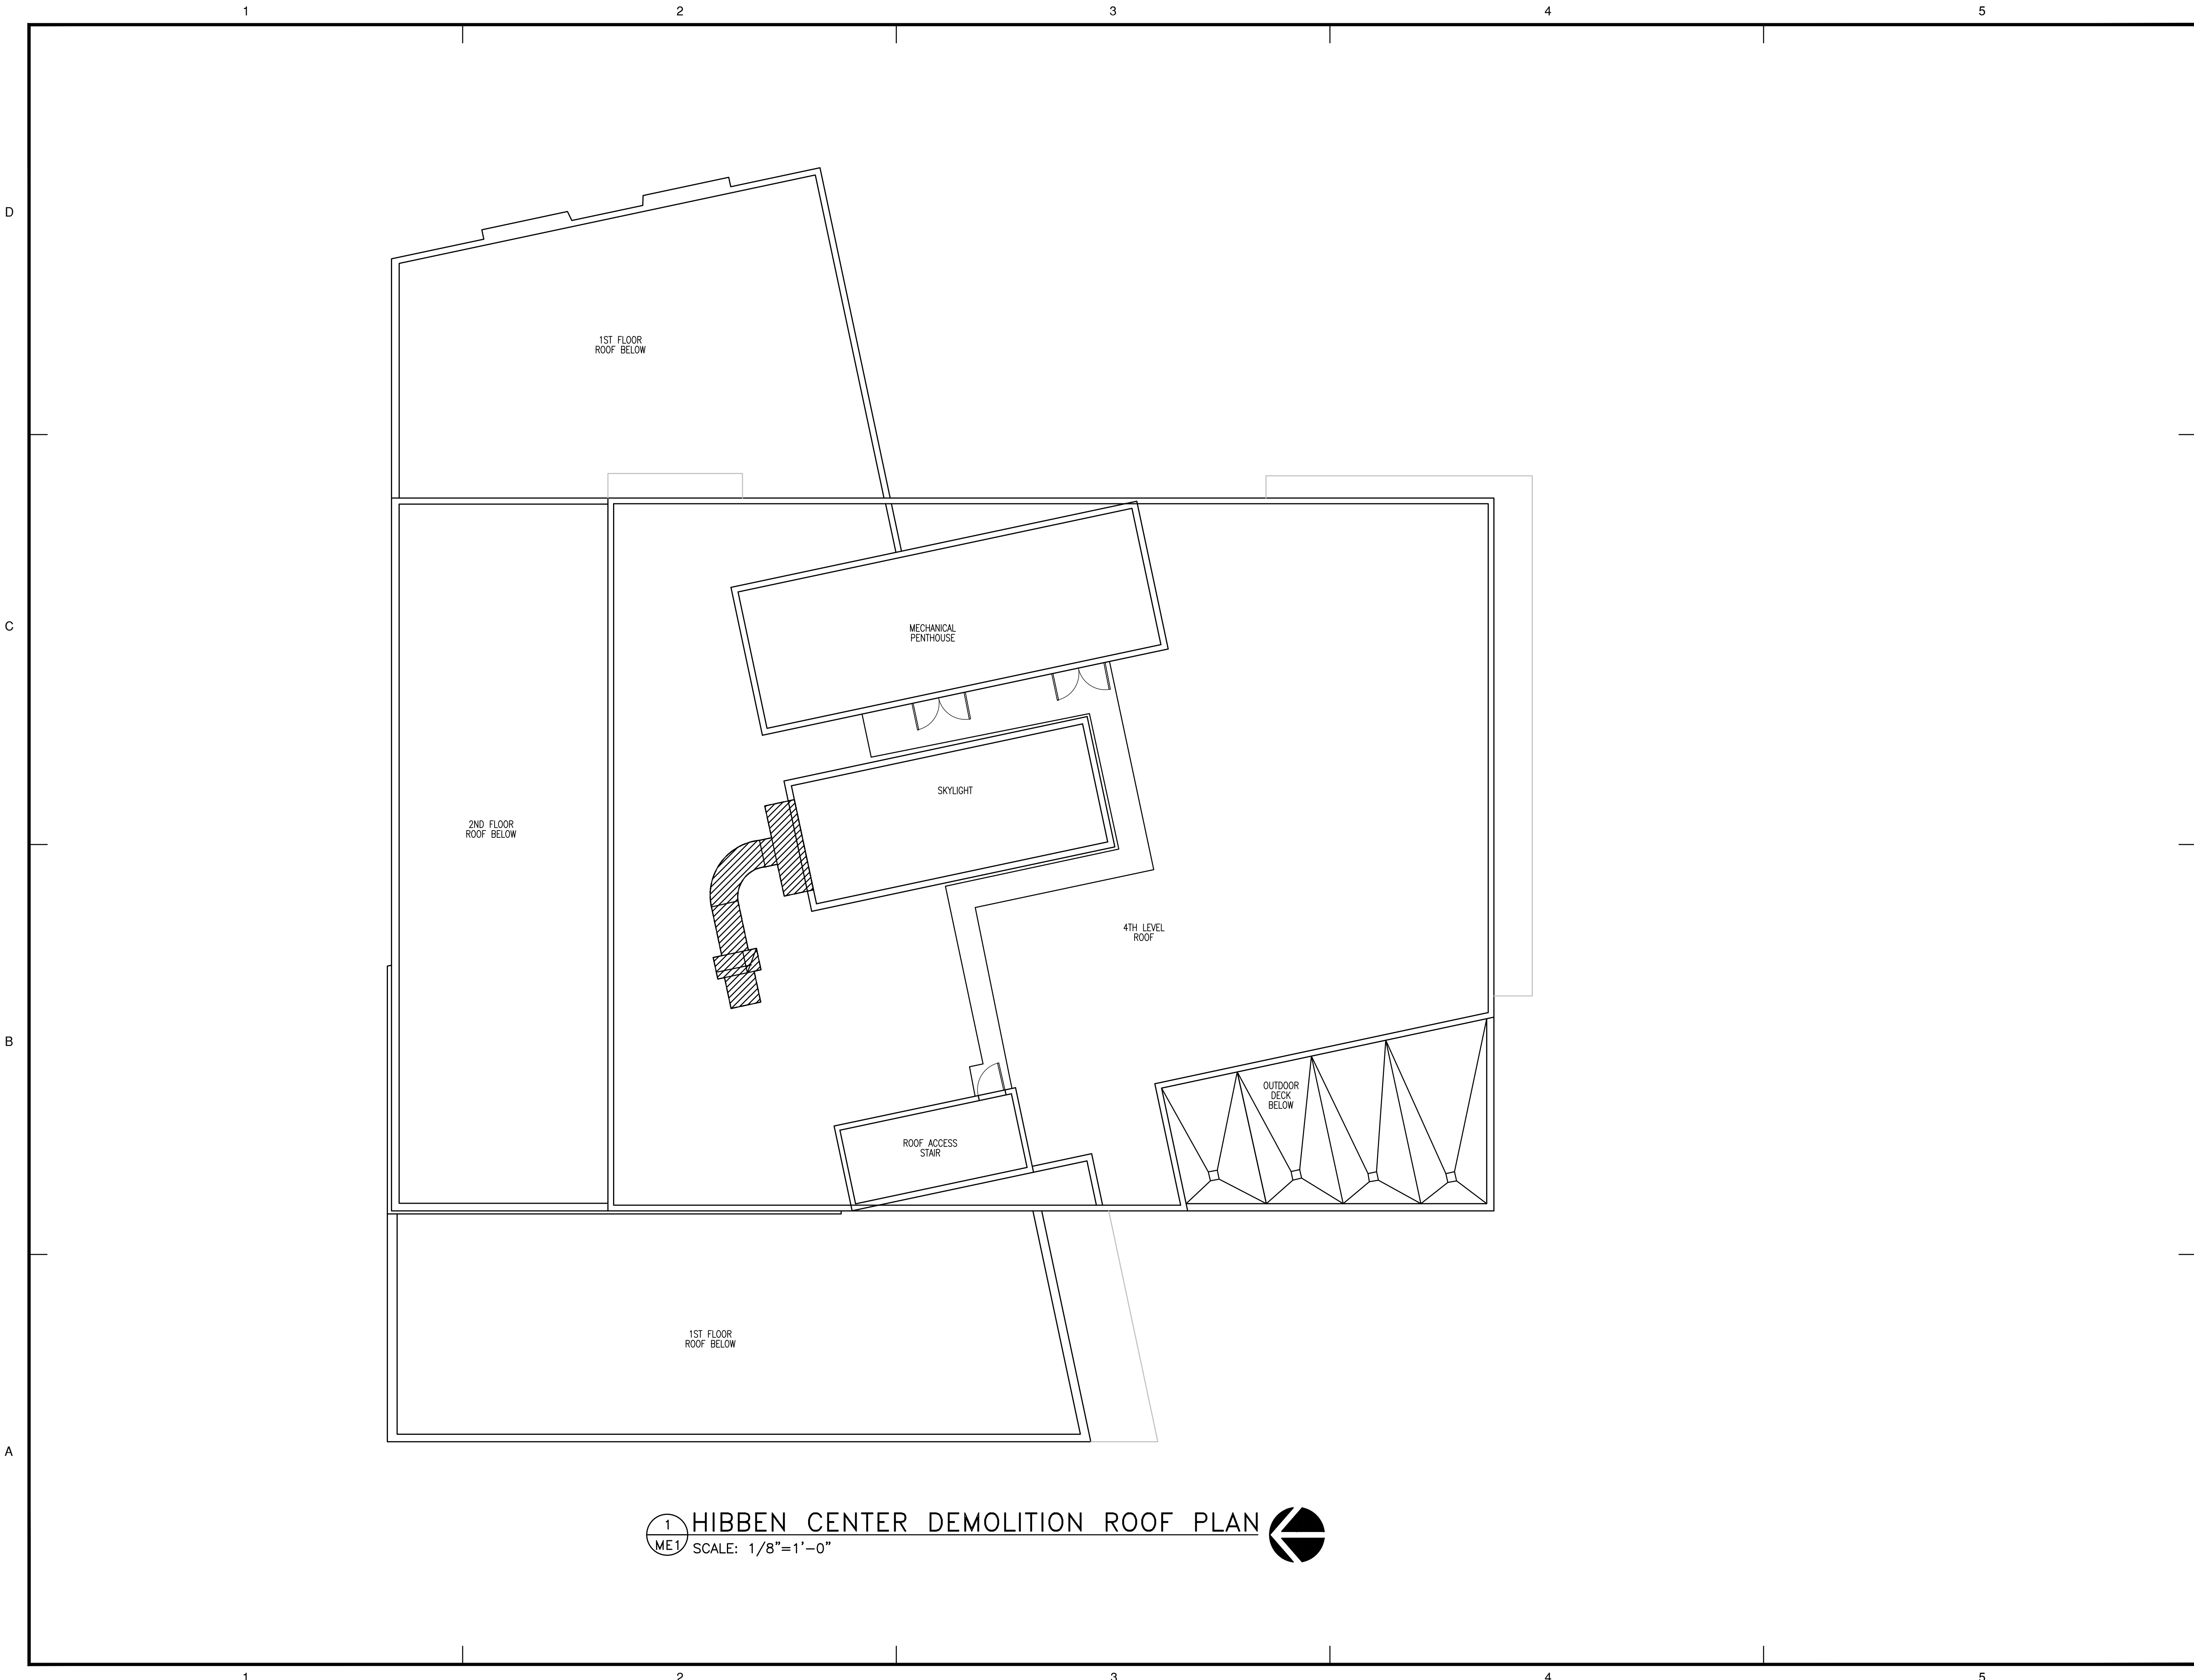 1 2 3 4 5
D
1ST FLOOR
ROOF BELOW
C
MECHANICAL
PENTHOUSE
SKYLIGHT
2ND FLOOR
ROOF BELOW
4TH LEVEL
ROOF
B
OUTDOOR
DECK
BELOW
ROOF ACCESS
STAIR
1ST FLOOR
ROOF BELOW
A
1
ME1
HIBBEN CENTER DEMOLITION ROOF PLAN
SCALE: 1/8"=1'-0"
1 2 3 4 5